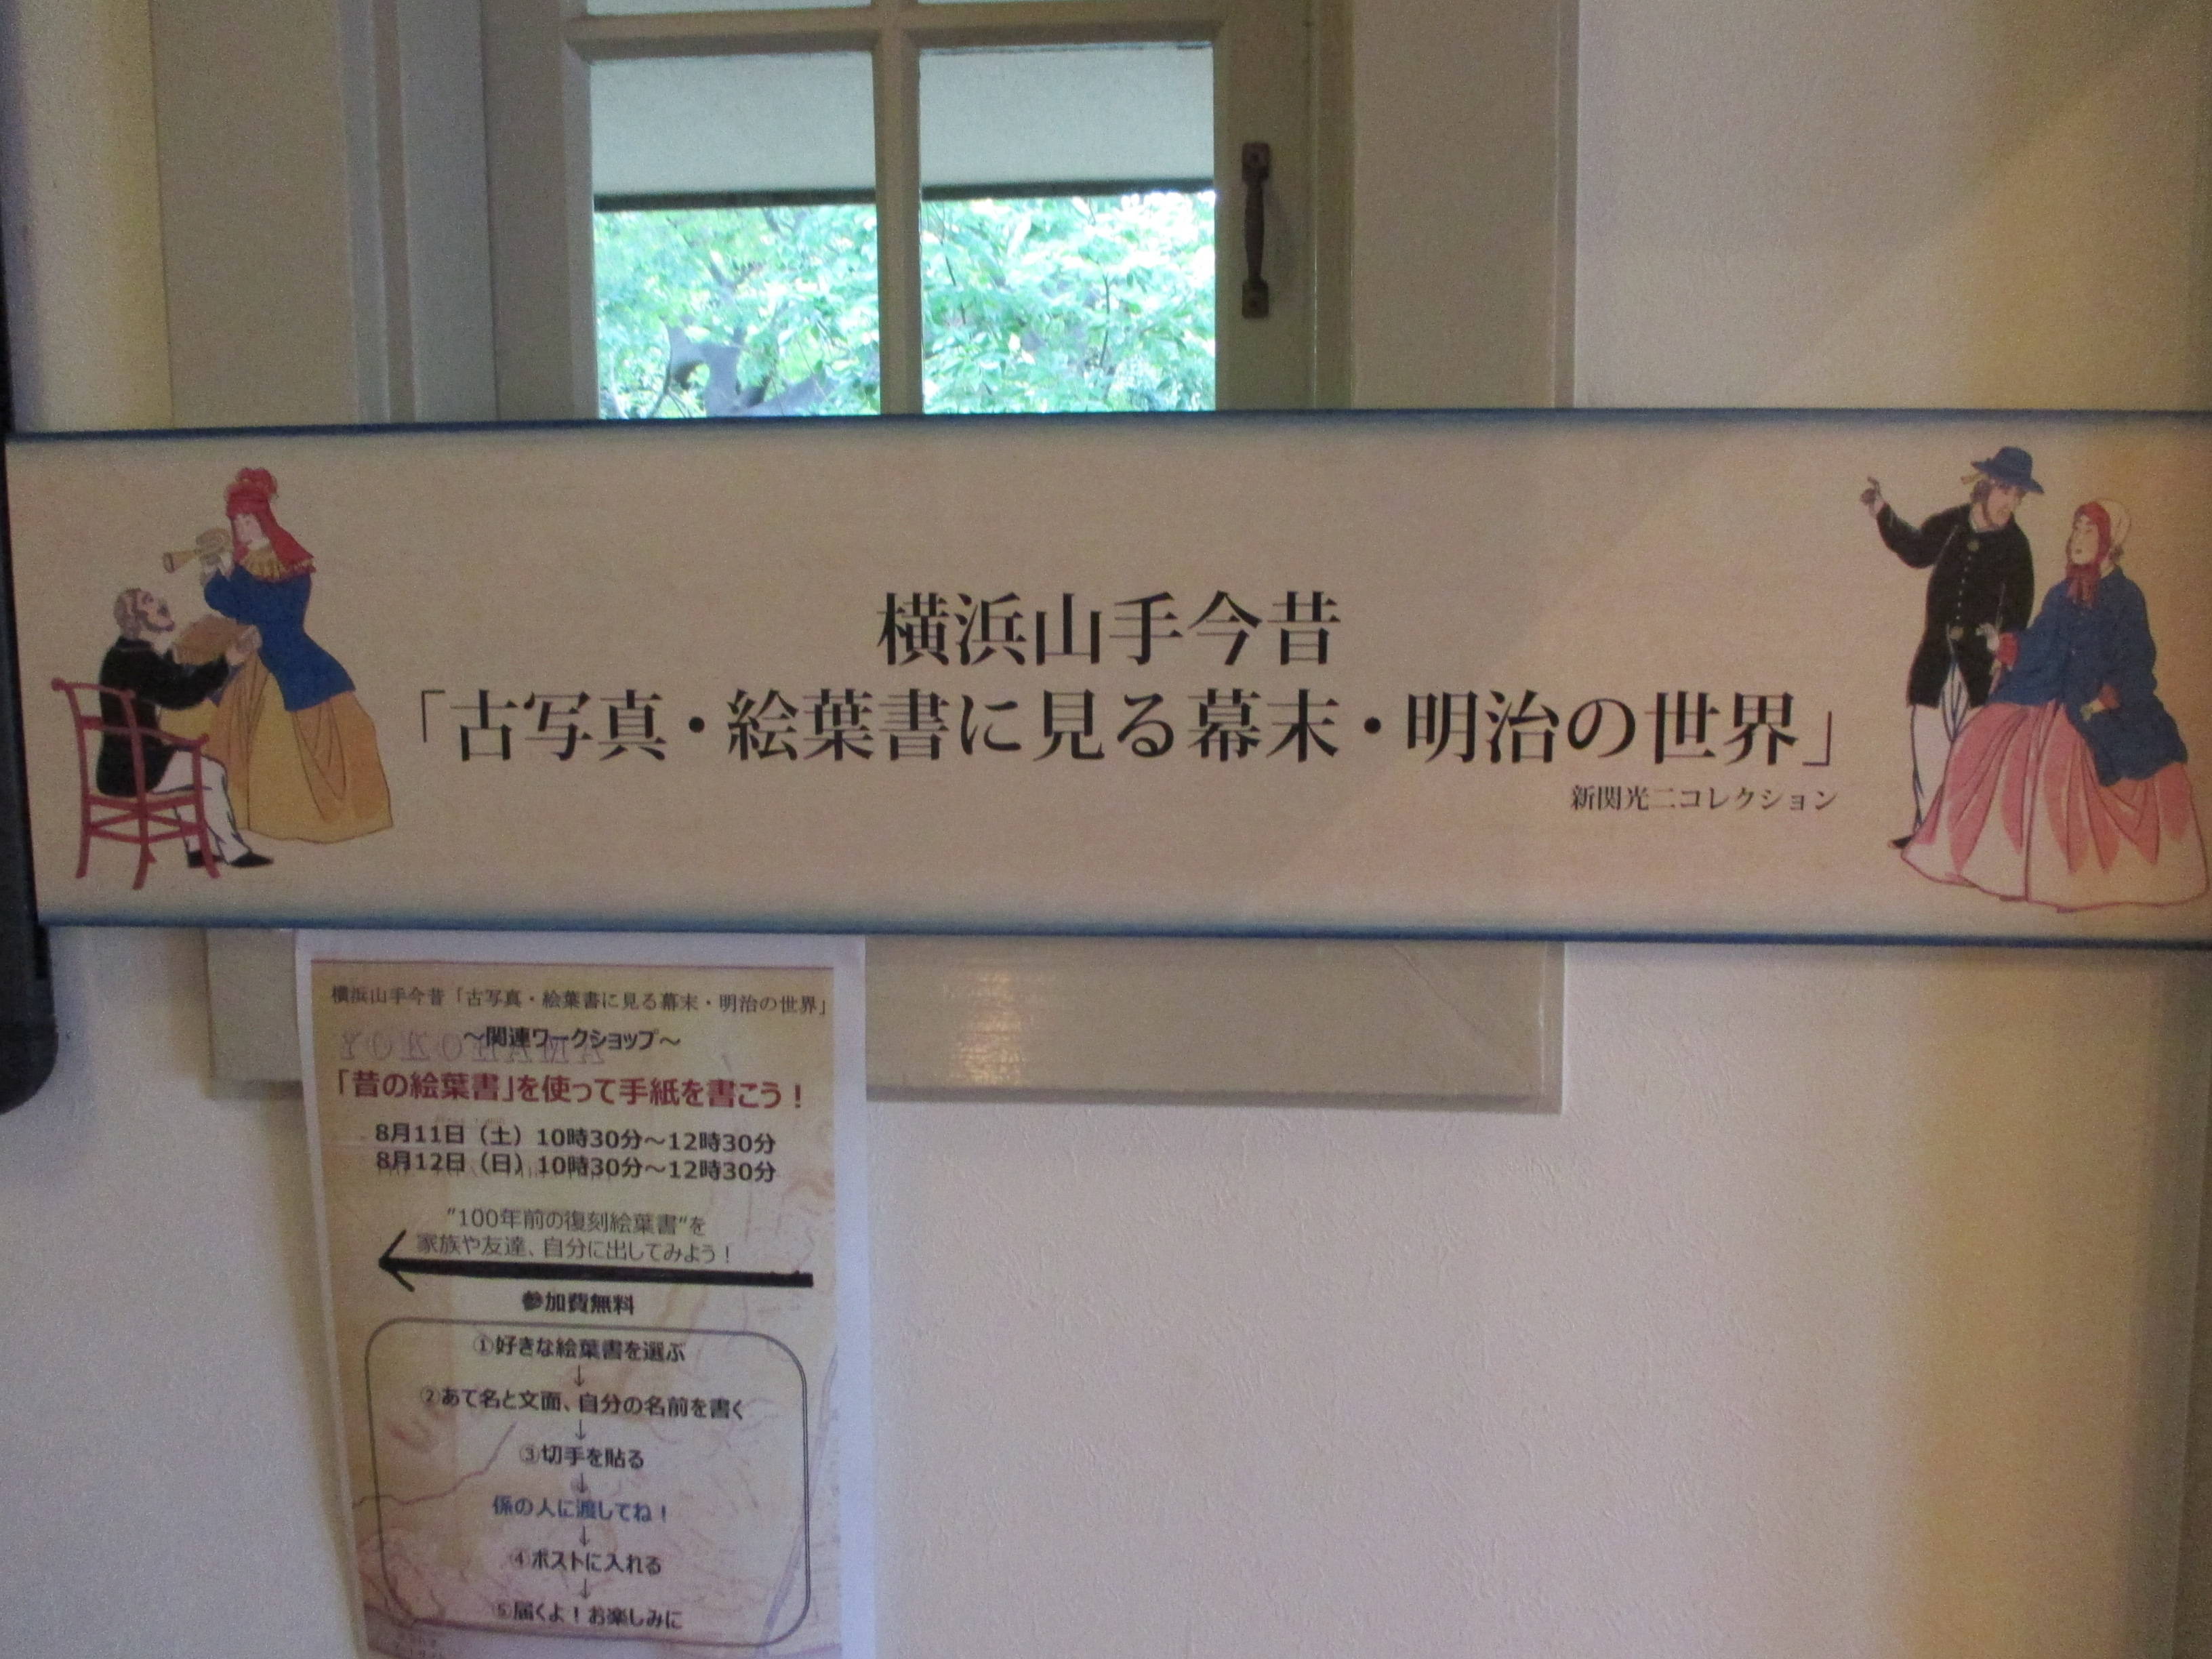 横浜山手今昔
「古写真・絵葉書に見る幕末・明治の世界」
新関光二コレクション
横浜山手今昔「古写真・絵葉書に見る幕末・明治の世界」
YOKOHAMA
～関連ワークショップ～
「昔の絵葉書」を使って手紙を書こう！
8月11日（土）10時30分～12時30分
8月12日（日）10時30分～12時30分
”100年前の復刻絵葉書“を
家族や友達、自分に出してみよう！
参加費無料
①好きな絵葉書を選ぶ
↓
②あて名と文面、自分の名前を書く
↓
③切手を貼る
↓
係の人に渡してね！
↓
④ポストに入れる
↓
⑤届くよ！お楽しみに